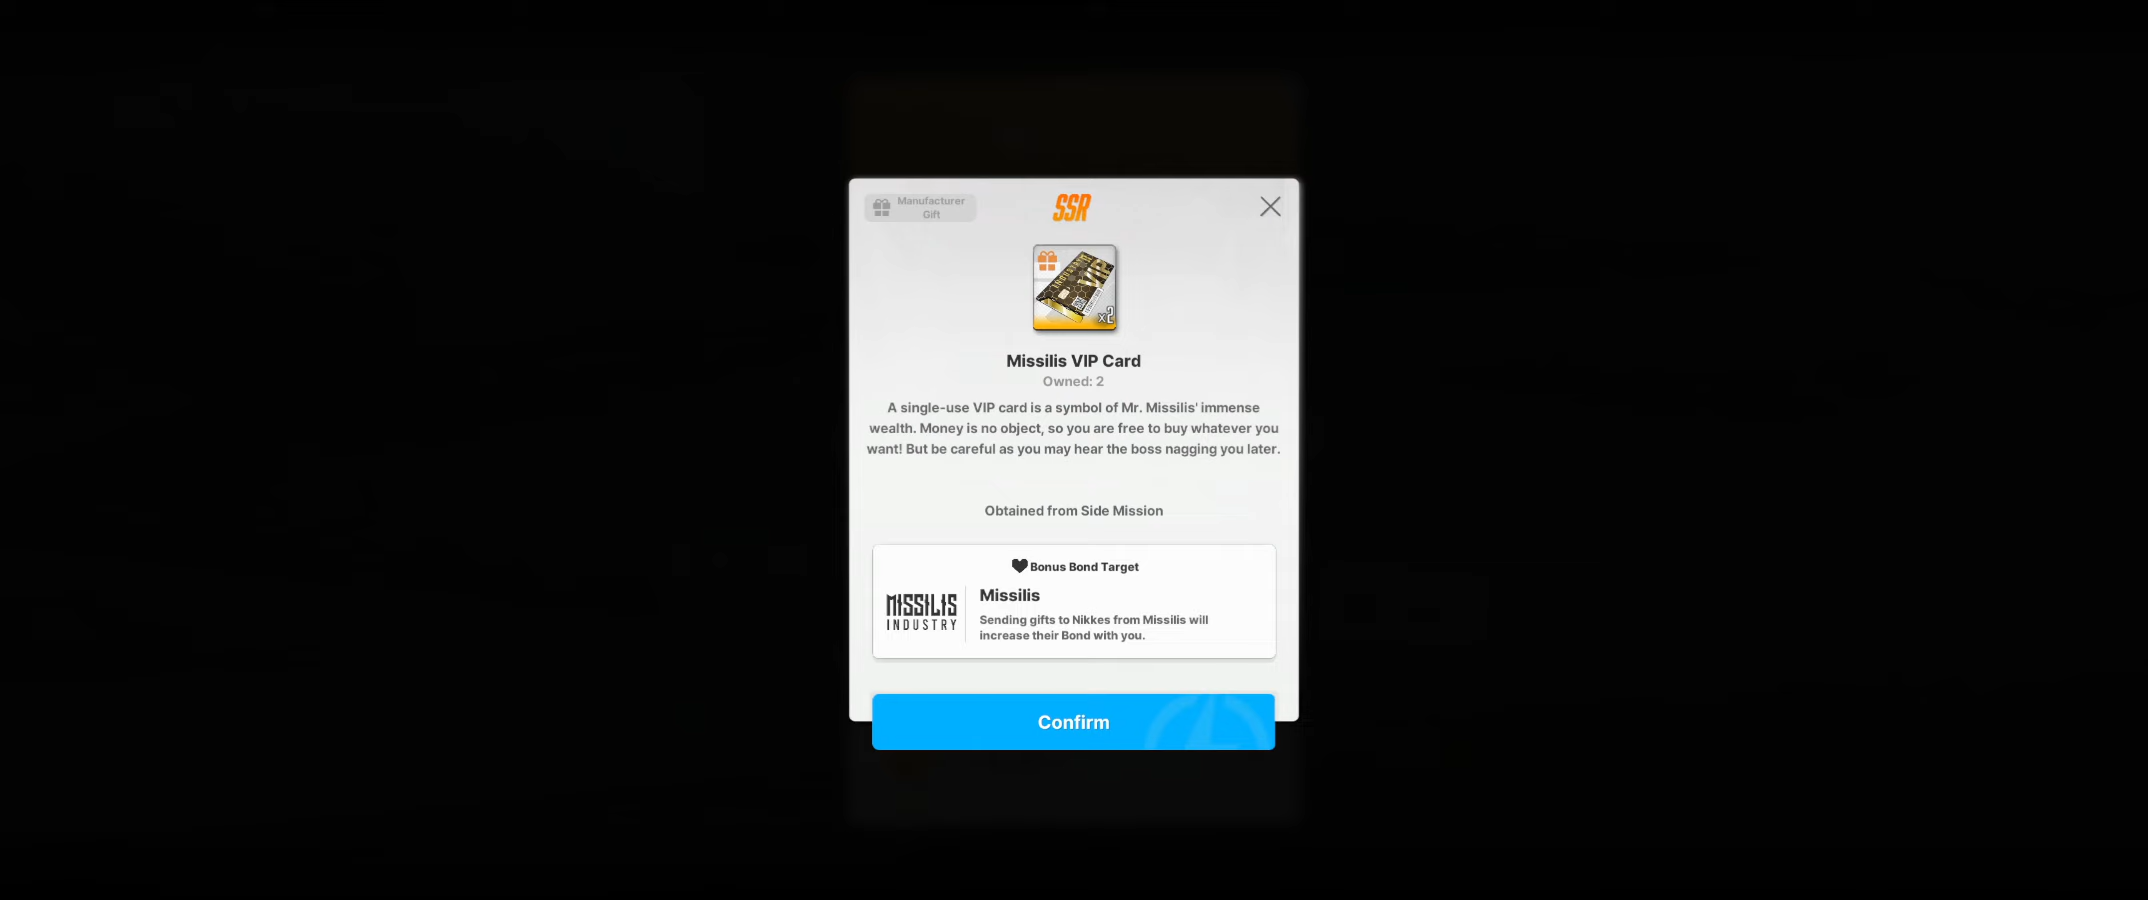 Manufacturer
Gift
SSR
VIP
x2
Missilis VIP Card
Owned: 2
A single-use VIP card is a symbol of Mr. Missilis' immense
wealth. Money is no object, so you are free to buy whatever you
want! But be careful as you may hear the boss nagging you later.
Obtained from Side Mission
Bonus Bond Target
MISSILIS
INDUSTRY
Missilis
Sending gifts to Nikkes from Missilis will
increase their Bond with you.
Confirm